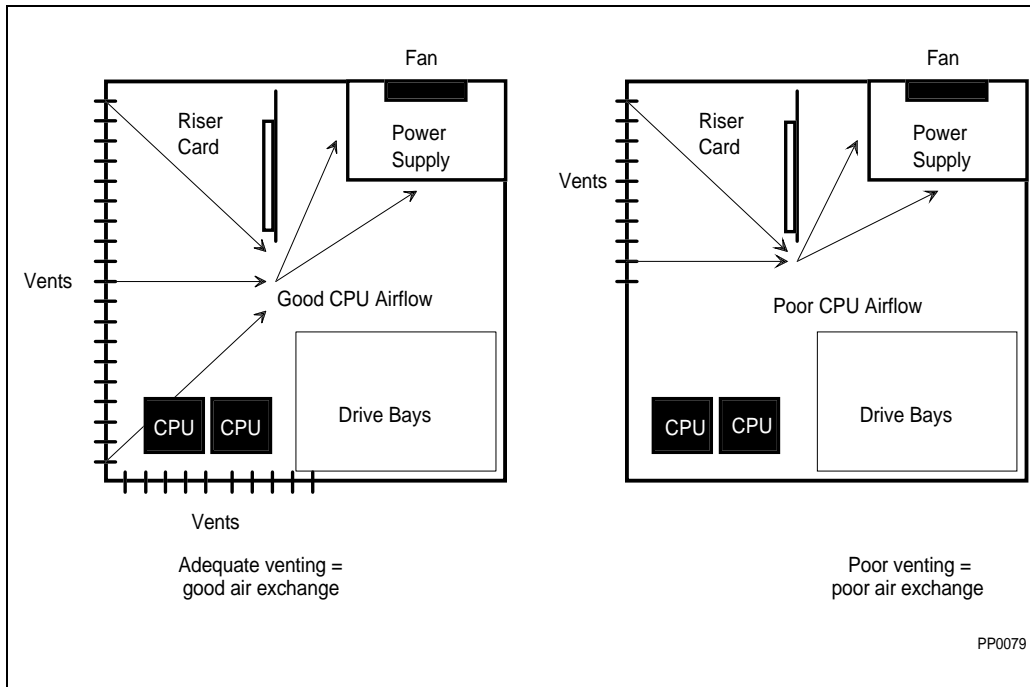 Fan
Riser
Card
Power
Supply
Vents
Good CPU Airflow
CPU
CPU
Drive Bays
Vents
Adequate venting =
good air exchange
Fan
Riser
Card
Power
Supply
Vents
Poor CPU Airflow
CPU
CPU
Drive Bays
Poor venting =
poor air exchange
PP0079